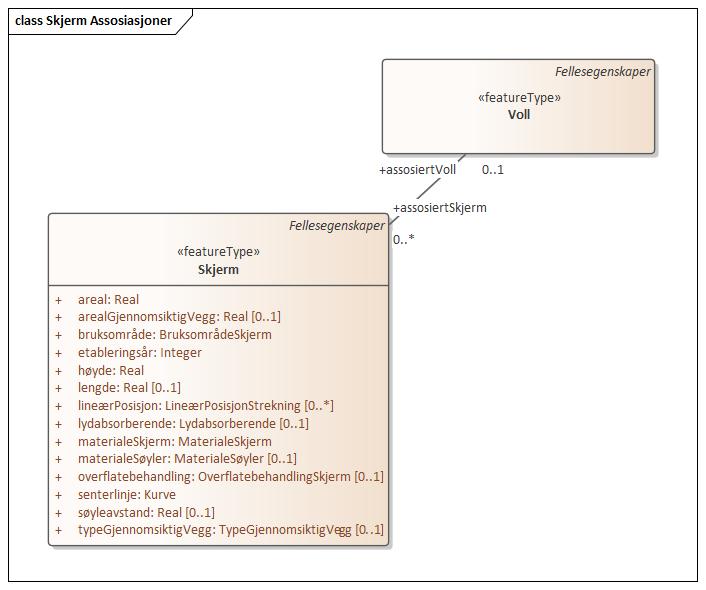 class Skjerm Assosiasjoner
Fellesegenskaper
«featureType»
Voll
+assosiertVoll 0..1
+assosiertSkjerm
0..*
Fellesegenskaper
«featureType»
Skjerm
+ areal: Real
+ arealGjennomsiktigVegg: Real [0..1]
+ bruksområde: BruksområdeSkjerm
+ etableringsår: Integer
+ høyde: Real
+ lengde: Real [0..1]
+ lineærPosisjon: LineærPosisjonStrekning [0..*]
+ lydabsorberende: Lydabsorberende [0..1]
+ materialeSkjerm: MaterialeSkjerm
+ materialeSøyler: MaterialeSøyler [0..1]
+ overflatebehandling: OverflatebehandlingSkjerm [0..1]
+ senterlinje: Kurve
+ søyleavstand: Real [0..1]
+ typeGjennomsiktigVegg: TypeGjennomsiktigVegg [0..1]